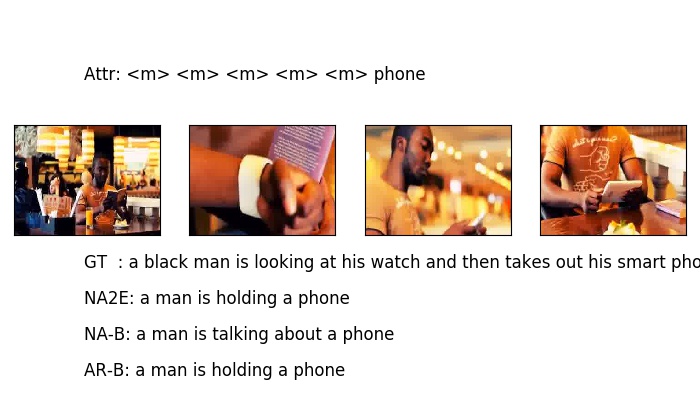 Attr: <m> <m> <m> <m> <m> phone
GT : a black man is looking at his watch and then takes out his smart pho
NA2E: a man is holding a phone
NA-B: a man is talking about a phone
AR-B: a man is holding a phone